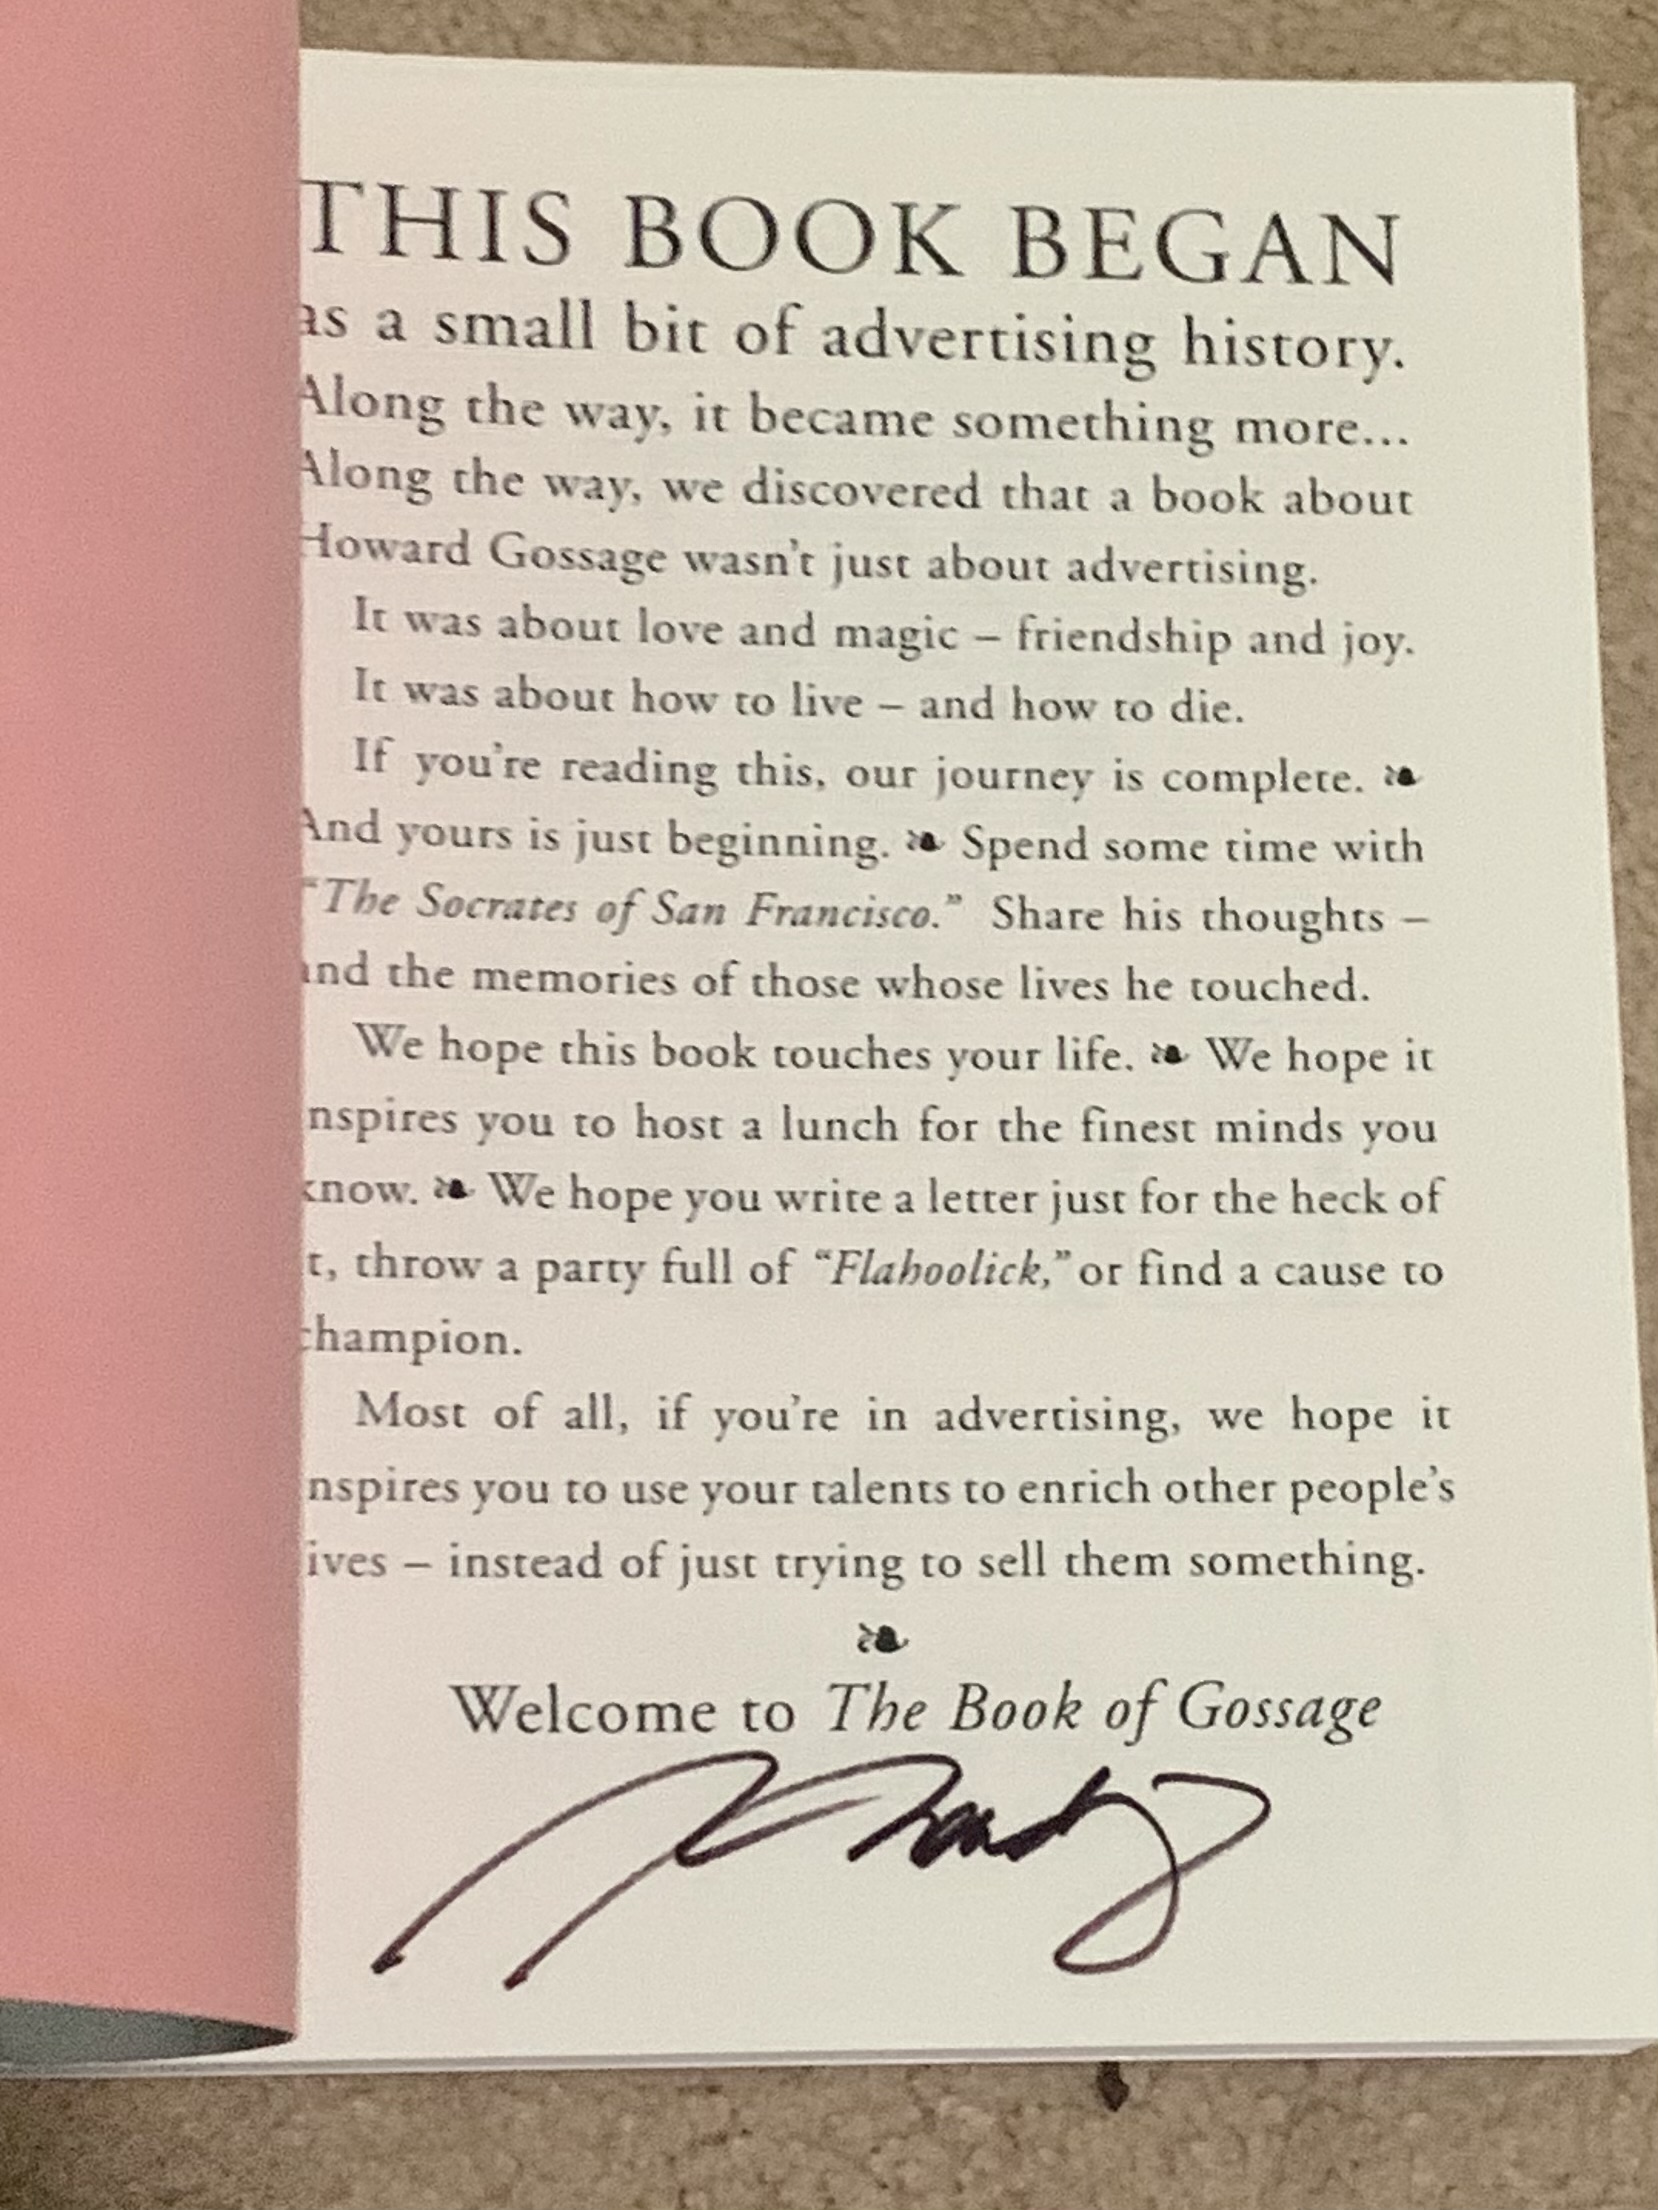 THIS BOOK BEGAN
as a small bit of advertising history.
Along the way, it became something more...
Along the way, we discovered that a book about
Howard Gossage wasn't just about advertising.
It was about love and magic – friendship and joy.
It was about how to live – and how to die.
If you're reading this, our journey is complete. ❧
And yours is just beginning. ❧ Spend some time with
“The Socrates of San Francisco.” Share his thoughts –
and the memories of those whose lives he touched.
We hope this book touches your life. ❧ We hope it
nspires you to host a lunch for the finest minds you
know. ❧ We hope you write a letter just for the heck of
t, throw a party full of “Flahoolick,” or find a cause to
champion.
Most of all, if you're in advertising, we hope it
nspires you to use your talents to enrich other people's
ives – instead of just trying to sell them something.
❧
Welcome to The Book of Gossage